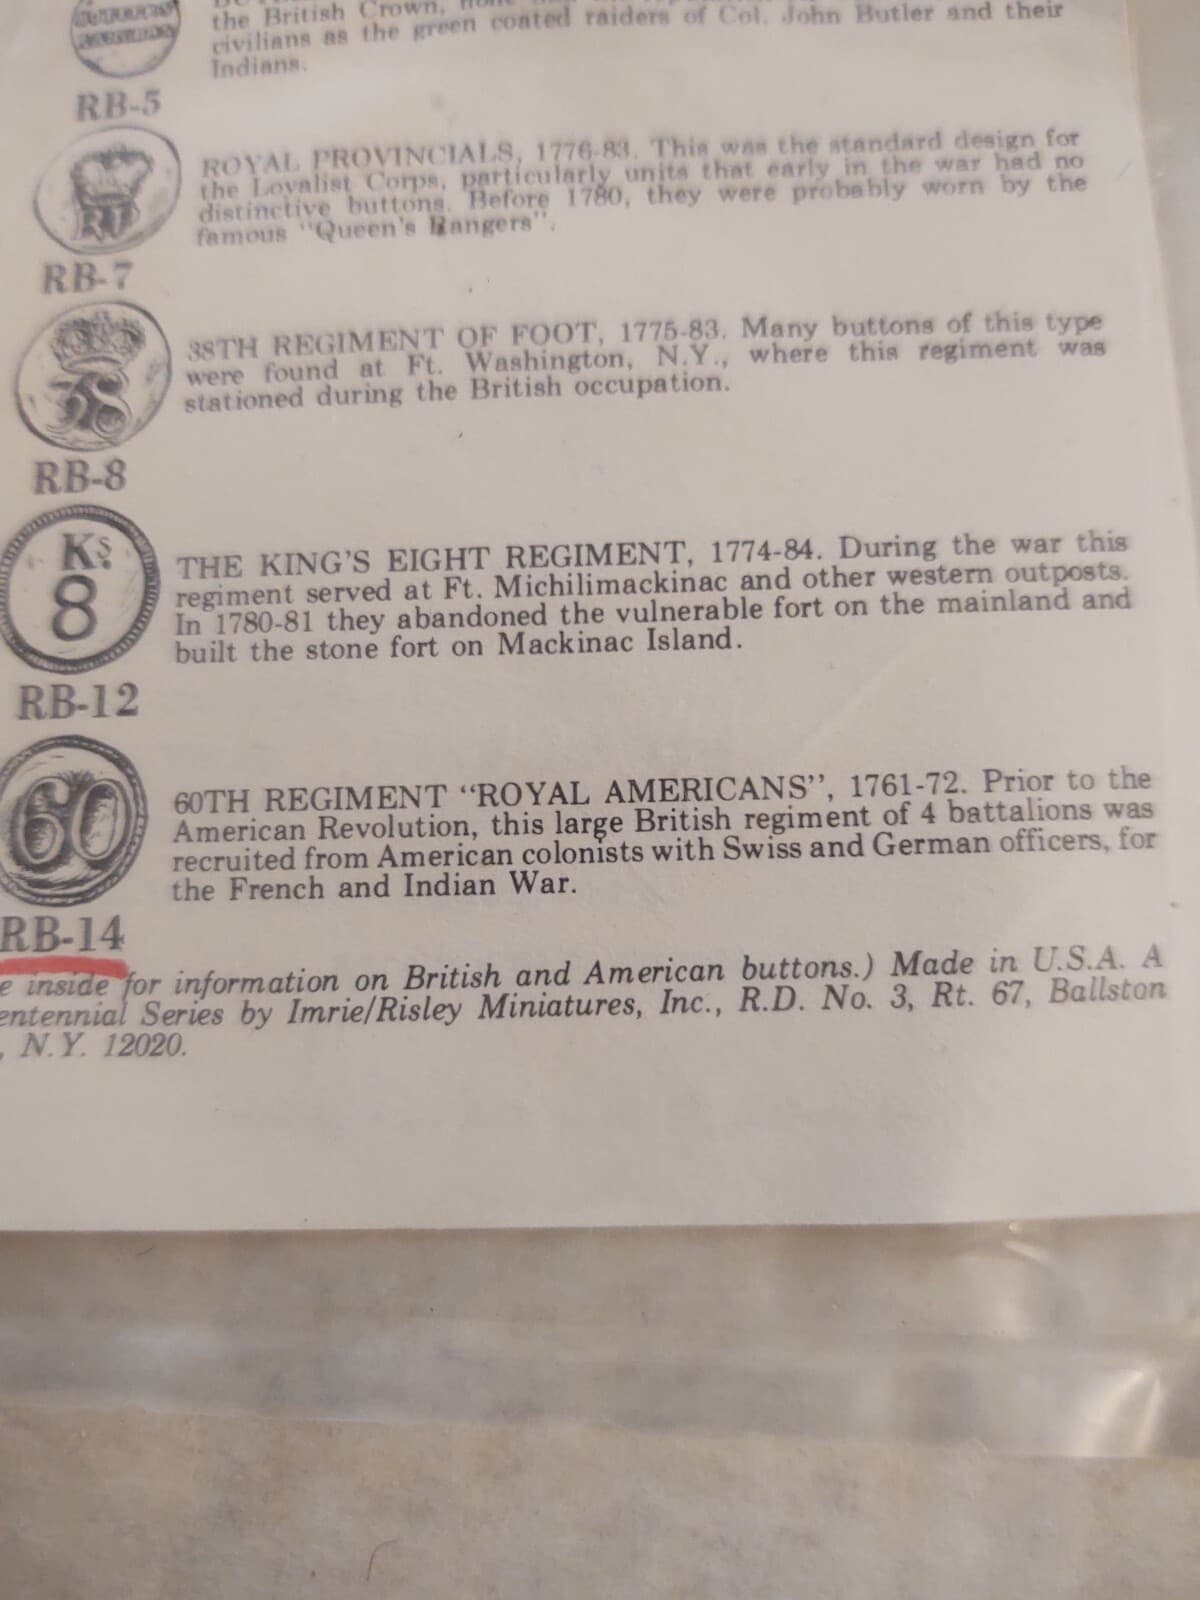 BUTLER'S
RANGERS
the British Crown,
civilians as the green coated raiders of Col. John Butler and their
Indians.
RB-5
RP
ROYAL PROVINCIALS, 1776-83. This was the standard design for
the Loyalist Corps, particularly units that early in the war had no
distinctive buttons. Before 1780, they were probably worn by the
famous "Queen's Rangers".
RB-7
38
38TH REGIMENT OF FOOT, 1775-83. Many buttons of this type
were found at Ft. Washington, N.Y., where this regiment was
stationed during the British occupation.
RB-8
Ks
8
THE KING'S EIGHT REGIMENT, 1774-84. During the war this
regiment served at Ft. Michilimackinac and other western outposts.
In 1780-81 they abandoned the vulnerable fort on the mainland and
built the stone fort on Mackinac Island.
RB-12
60
60TH REGIMENT "ROYAL AMERICANS", 1761-72. Prior to the
American Revolution, this large British regiment of 4 battalions was
recruited from American colonists with Swiss and German officers, for
the French and Indian War.
RB-14
e inside for information on British and American buttons.) Made in U.S.A. A
entennial Series by Imrie/Risley Miniatures, Inc., R.D. No. 3, Rt. 67, Ballston
, N.Y. 12020.